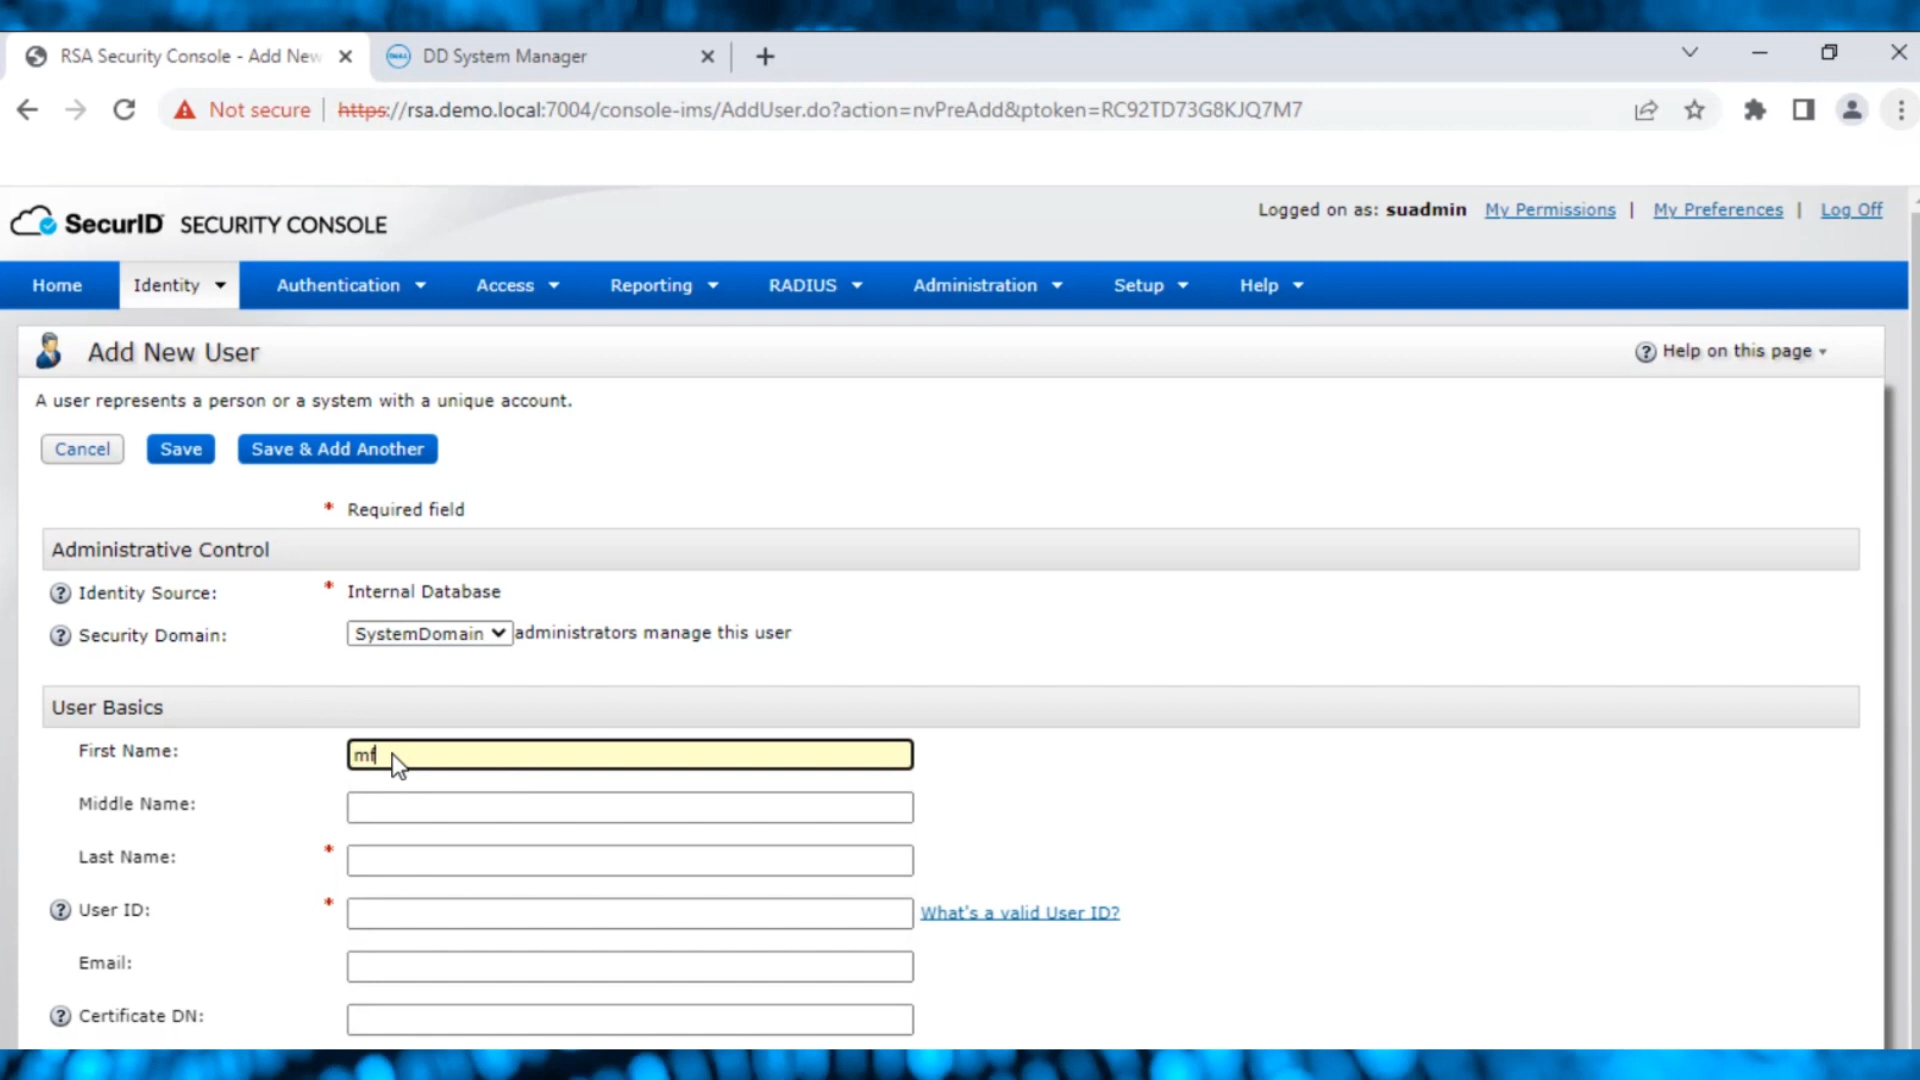 RSA Security Console - Add New
DD System Manager
Not secure https://rsa.demo.local:7004/console-ims/AddUser.do?action=nvPreAdd&ptoken=RC92TD73G8KJQ7M7
SecurID SECURITY CONSOLE
Logged on as: suadmin My Permissions | My Preferences | Log Off
Home Identity Authentication Access Reporting RADIUS Administration Setup Help
Add New User
Help on this page
A user represents a person or a system with a unique account.
Cancel Save Save & Add Another
* Required field
Administrative Control
? Identity Source: * Internal Database
? Security Domain: SystemDomain administrators manage this user
User Basics
First Name: mf
Middle Name:
Last Name: *
? User ID: * What's a valid User ID?
Email:
? Certificate DN: